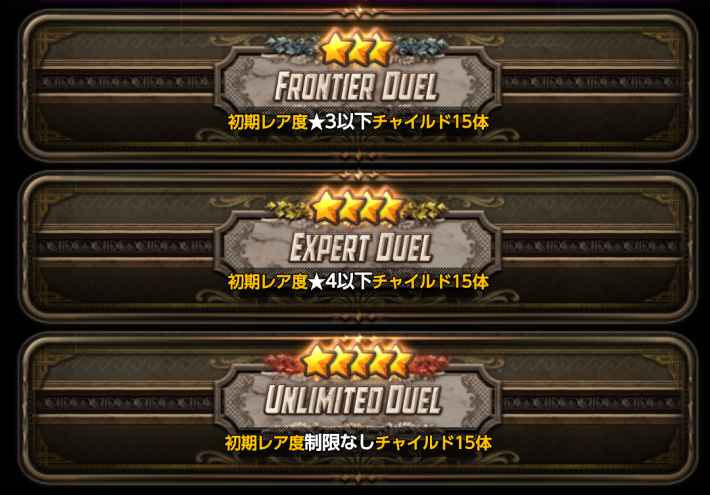 FRONTIER DUEL
初期レア度★3以下チャイルド15体
EXPERT DUEL
初期レア度★4以下チャイルド15体
UNLIMITED DUEL
初期レア度制限なしチャイルド15体